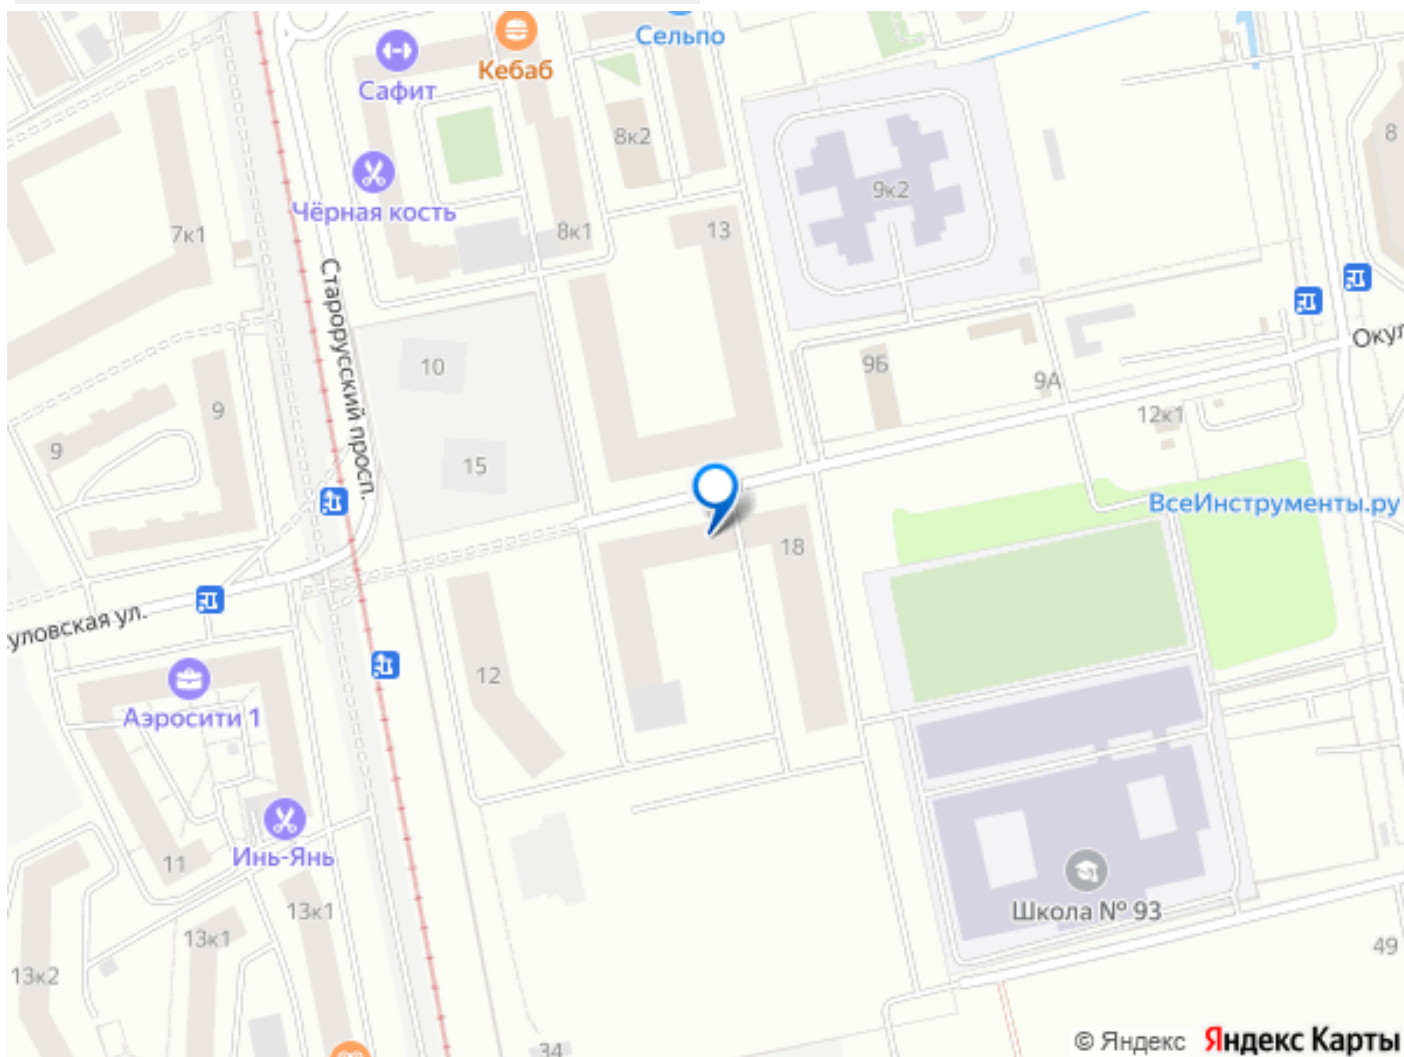 Сельпо
Кебаб
Сафит
8к2
8
9к2
Чёрная кость
7к1
8к1
13
Старорусский просп.
Окул
9Б
10
9А
9
12к1
9
15
ВсеИнструменты.ру
18
уловская ул.
12
Аэросити 1
Инь-Янь
11
13к1
Школа № 93
13к1
49
13к2
34
© Яндекс Яндекс Карты